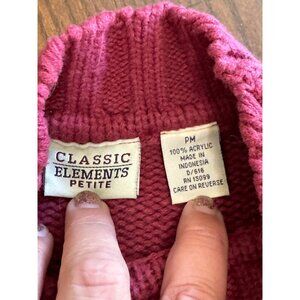 CLASSIC
ELEMENTS
PETITE
PM
100% ACRYLIC
MADE IN
INDONESIA
D/616
RN 15099
CARE ON REVERSE